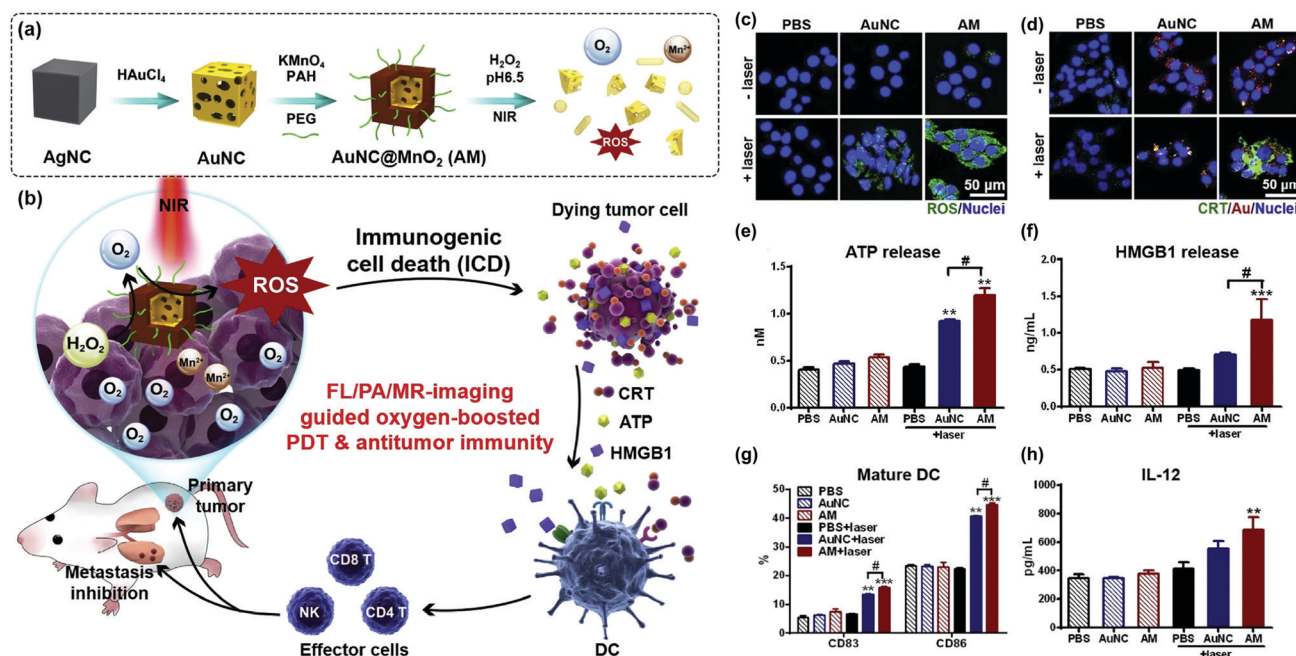 (a)
HAuCl₄
KMnO₄
PAH
PEG
H₂O₂
pH6.5
NIR
O₂
Mn²⁺
ROS
AgNC
AuNC
AuNC@MnO₂ (AM)
(b)
NIR
O₂
ROS
H₂O₂
Mn²⁺
Mn²⁺
O₂
O₂
O₂
O₂
O₂
Immunogenic
cell death (ICD)
Dying tumor cell
CRT
ATP
HMGB1
FL/PA/MR-imaging
guided oxygen-boosted
PDT & antitumor immunity
Primary
tumor
Metastasis
inhibition
CD8 T
NK
CD4 T
Effector cells
DC
(c)
PBS
AuNC
AM
- laser
+ laser
50 μm
ROS/Nuclei
(d)
PBS
AuNC
AM
- laser
+ laser
50 μm
CRT/Au/Nuclei
(e)
ATP release
nM
1.5
1.0
0.5
0.0
#
**
**
PBS
AuNC
AM
PBS
AuNC
AM
+laser
(f)
HMGB1 release
ng/mL
2.0
1.5
1.0
0.5
0.0
#
***
PBS
AuNC
AM
PBS
AuNC
AM
+laser
(g)
Mature DC
%
50
40
30
20
10
0
PBS
AuNC
AM
PBS+laser
AuNC+laser
AM+laser
#
**
***
#
**
***
CD83
CD86
(h)
IL-12
pg/mL
1000
800
600
400
200
0
**
PBS
AuNC
AM
PBS
AuNC
AM
+laser